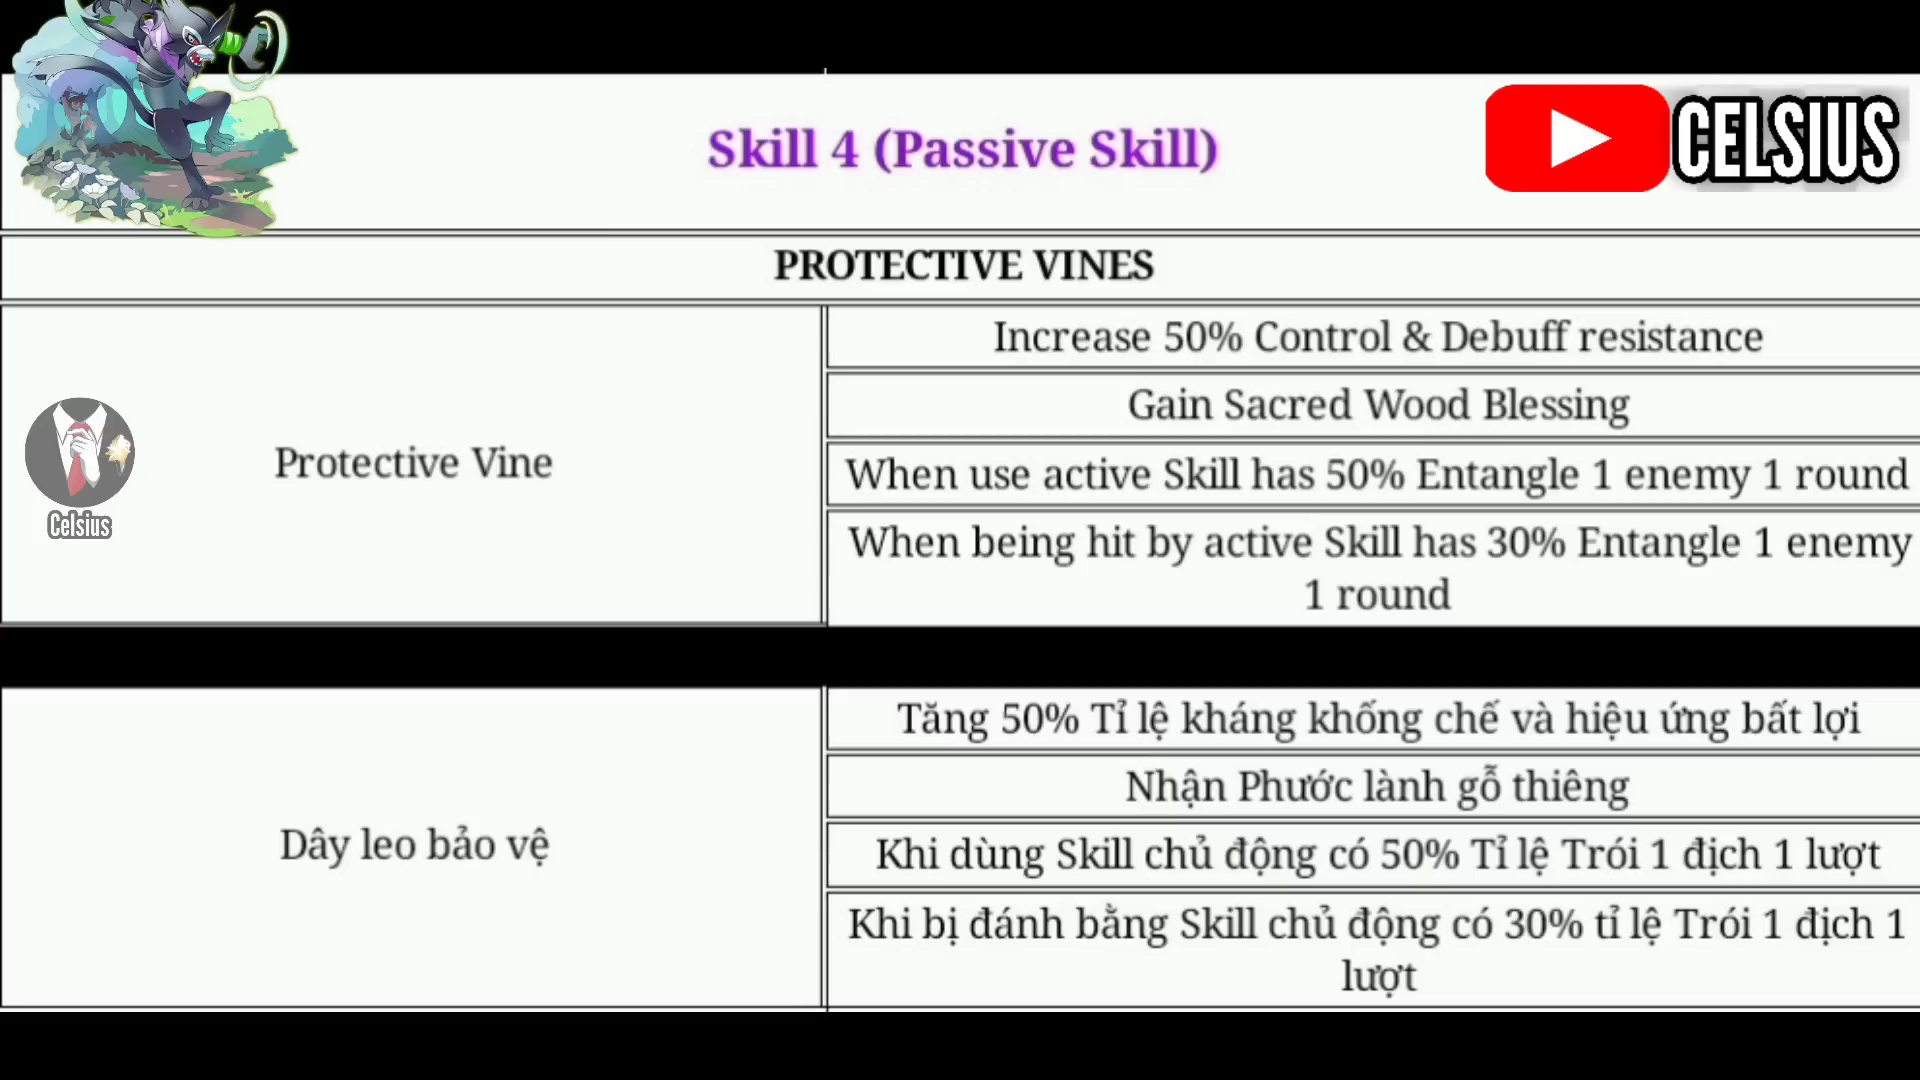 Skill 4 (Passive Skill)
CELSIUS
PROTECTIVE VINES
Protective Vine
Celsius
Increase 50% Control & Debuff resistance
Gain Sacred Wood Blessing
When use active Skill has 50% Entangle 1 enemy 1 round
When being hit by active Skill has 30% Entangle 1 enemy
1 round
Dây leo bảo vệ
Tăng 50% Tỉ lệ kháng khống chế và hiệu ứng bất lợi
Nhận Phước lành gỗ thiêng
Khi dùng Skill chủ động có 50% Tỉ lệ Trói 1 địch 1 lượt
Khi bị đánh bằng Skill chủ động có 30% tỉ lệ Trói 1 địch 1
lượt